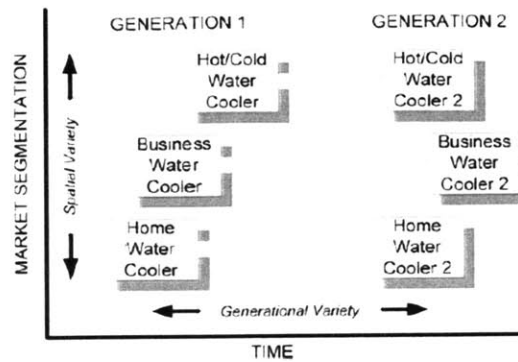 GENERATION 1
GENERATION 2
Hot/Cold
Water
Cooler
Hot/Cold
Water
Cooler 2
Business
Water
Cooler
Business
Water
Cooler 2
Home
Water
Cooler
Home
Water
Cooler 2
MARKET SEGMENTATION
Spatial Variety
Generational Variety
TIME